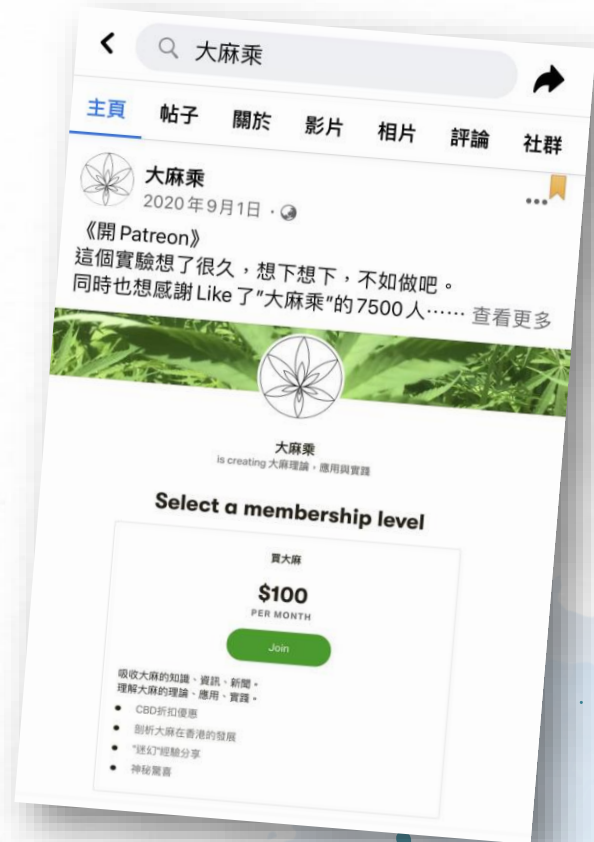 大麻乘
主頁 帖子 關於 影片 相片 評論 社群
大麻乘
2020年9月1日 ·
《開 Patreon》
這個實驗想了很久，想下想下，不如做吧。
同時也想感謝 Like 了"大麻乘"的7500人…… 查看更多
大麻乘
is creating 大麻理論，應用與實踐
Select a membership level
買大麻
$100
PER MONTH
Join
吸收大麻的知識、資訊、新聞。
理解大麻的理論、應用、實踐。
• CBD折扣優惠
• 剖析大麻在香港的發展
• "迷幻"經驗分享
• 神秘驚喜